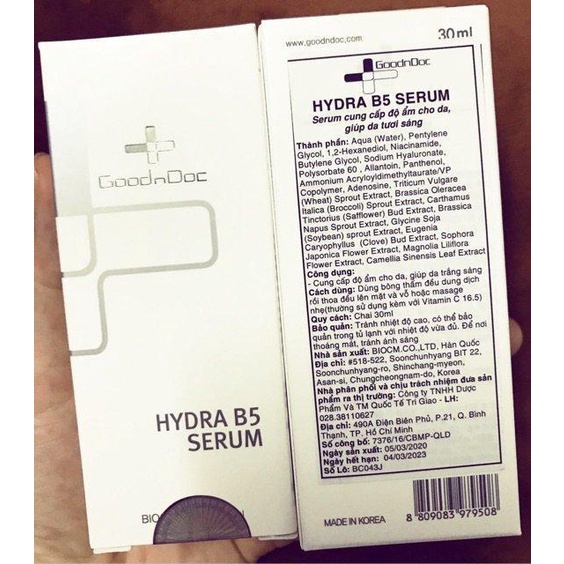 GoodnDoc
HYDRA B5
SERUM
www.goodndoc.com
30ml
GoodnDoc
HYDRA B5 SERUM
Serum cung cấp độ ẩm cho da,
giúp da tươi sáng
Thành phần: Aqua (Water), Pentylene
Glycol, 1,2-Hexanediol, Niacinamide,
Butylene Glycol, Sodium Hyaluronate,
Polysorbate 60 , Allantoin, Panthenol,
Ammonium Acryloyldimethyltaurate/VP
Copolymer, Adenosine, Triticum Vulgare
(Wheat) Sprout Extract, Brassica Oleracea
Italica (Broccoli) Sprout Extract, Carthamus
Tinctorius (Safflower) Bud Extract, Brassica
Napus Sprout Extract, Glycine Soja
(Soybean) sprout Extract, Eugenia
Caryophyllus (Clove) Bud Extract, Sophora
Japonica Flower Extract, Magnolia Liliflora
Flower Extract, Camellia Sinensis Leaf Extract
Công dụng:
- Cung cấp độ ẩm cho da, giúp da trắng sáng
Cách dùng: Dùng bông thấm đều dung dịch
rồi thoa đều lên mặt và vỗ hoặc masage
nhẹ(thường sử dụng kèm với Vitamin C 16.5)
Quy cách: Chai 30ml
Bảo quản: Tránh nhiệt độ cao, có thể bảo
quản trong tủ lạnh với nhiệt độ vừa đủ. Để nơi
thoáng mát, tránh ánh sáng
Nhà sản xuất: BIOCM.CO.,LTD, Hàn Quốc
Địa chỉ: #518-522, Soonchunhyang BIT 22,
Soonchunhyang-ro, Shinchang-myeon,
Asan-si, Chungcheongnam-do, Korea
Nhà phân phối và chịu trách nhiệm đưa sản
phẩm ra thị trường: Công ty TNHH Dược
Phẩm Và TM Quốc Tế Tri Giao - LH:
028.38110627
Địa chỉ: 490A Điện Biên Phủ, P.21, Q. Bình
Thạnh, TP. Hồ Chí Minh
Số công bố: 7376/16/CBMP-QLD
Ngày sản xuất: 05/03/2020
Ngày hết hạn: 04/03/2023
Số Lô: BC043J
MADE IN KOREA
8 809083 979508